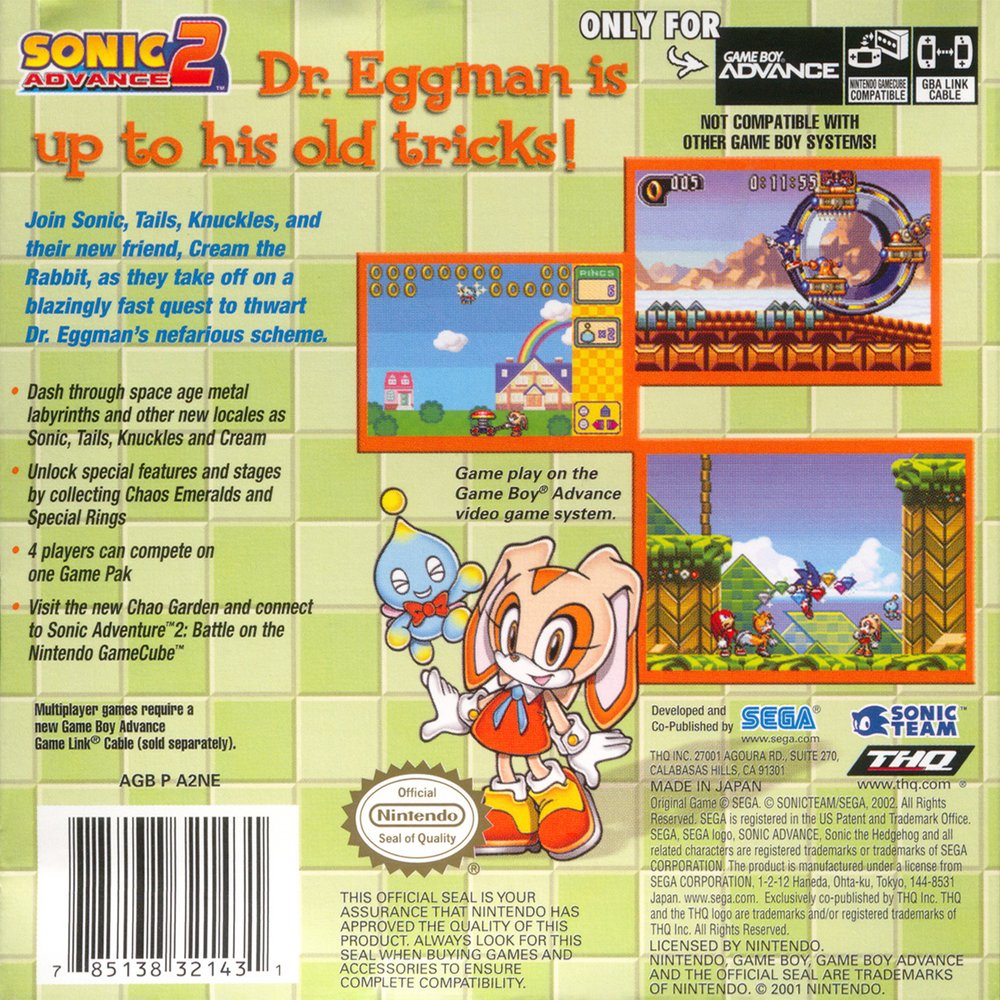 SONIC
ADVANCE 2™
Dr. Eggman is
up to his old tricks!
ONLY FOR
GAME BOY
ADVANCE
NINTENDO GAMECUBE
COMPATIBLE
GBA LINK
CABLE
NOT COMPATIBLE WITH
OTHER GAME BOY SYSTEMS!
Join Sonic, Tails, Knuckles, and
their new friend, Cream the
Rabbit, as they take off on a
blazingly fast quest to thwart
Dr. Eggman's nefarious scheme.
• Dash through space age metal
labyrinths and other new locales as
Sonic, Tails, Knuckles and Cream
• Unlock special features and stages
by collecting Chaos Emeralds and
Special Rings
• 4 players can compete on
one Game Pak
• Visit the new Chao Garden and connect
to Sonic Adventure™2: Battle on the
Nintendo GameCube™
005 0:11:55
RINGS
6
×2
Game play on the
Game Boy® Advance
video game system.
Multiplayer games require a
new Game Boy Advance
Game Link® Cable (sold separately).
AGB P A2NE
7 85138 32143 1
Official
Nintendo
Seal of Quality
®
THIS OFFICIAL SEAL IS YOUR
ASSURANCE THAT NINTENDO HAS
APPROVED THE QUALITY OF THIS
PRODUCT. ALWAYS LOOK FOR THIS
SEAL WHEN BUYING GAMES AND
ACCESSORIES TO ENSURE
COMPLETE COMPATIBILITY.
Developed and
Co-Published by
SEGA®
www.sega.com
SONIC
TEAM™
THQ INC. 27001 AGOURA RD., SUITE 270,
CALABASAS HILLS, CA 91301
THQ
www.thq.com ®
MADE IN JAPAN
Original Game © SEGA. © SONICTEAM/SEGA, 2002. All Rights
Reserved. SEGA is registered in the US Patent and Trademark Office.
SEGA, SEGA logo, SONIC ADVANCE, Sonic the Hedgehog and all
related characters are registered trademarks or trademarks of SEGA
CORPORATION. The product is manufactured under a license from
SEGA CORPORATION, 1-2-12 Haneda, Ohta-ku, Tokyo, 144-8531
Japan. www.sega.com. Exclusively co-published by THQ Inc. THQ
and the THQ logo are trademarks and/or registered trademarks of
THQ Inc. All Rights Reserved.
LICENSED BY NINTENDO.
NINTENDO, GAME BOY, GAME BOY ADVANCE
AND THE OFFICIAL SEAL ARE TRADEMARKS
OF NINTENDO. © 2001 NINTENDO.